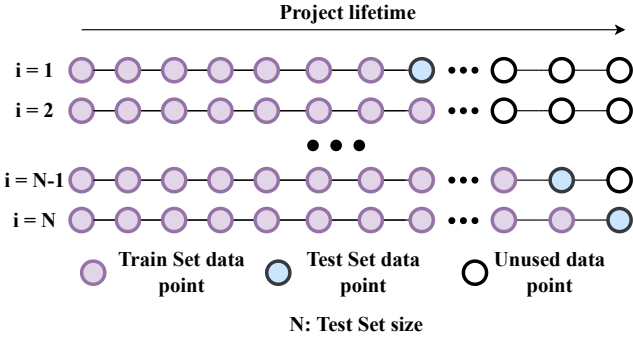 Project lifetime
i = 1
i = 2
i = N-1
i = N
Train Set data point
Test Set data point
Unused data point
N: Test Set size